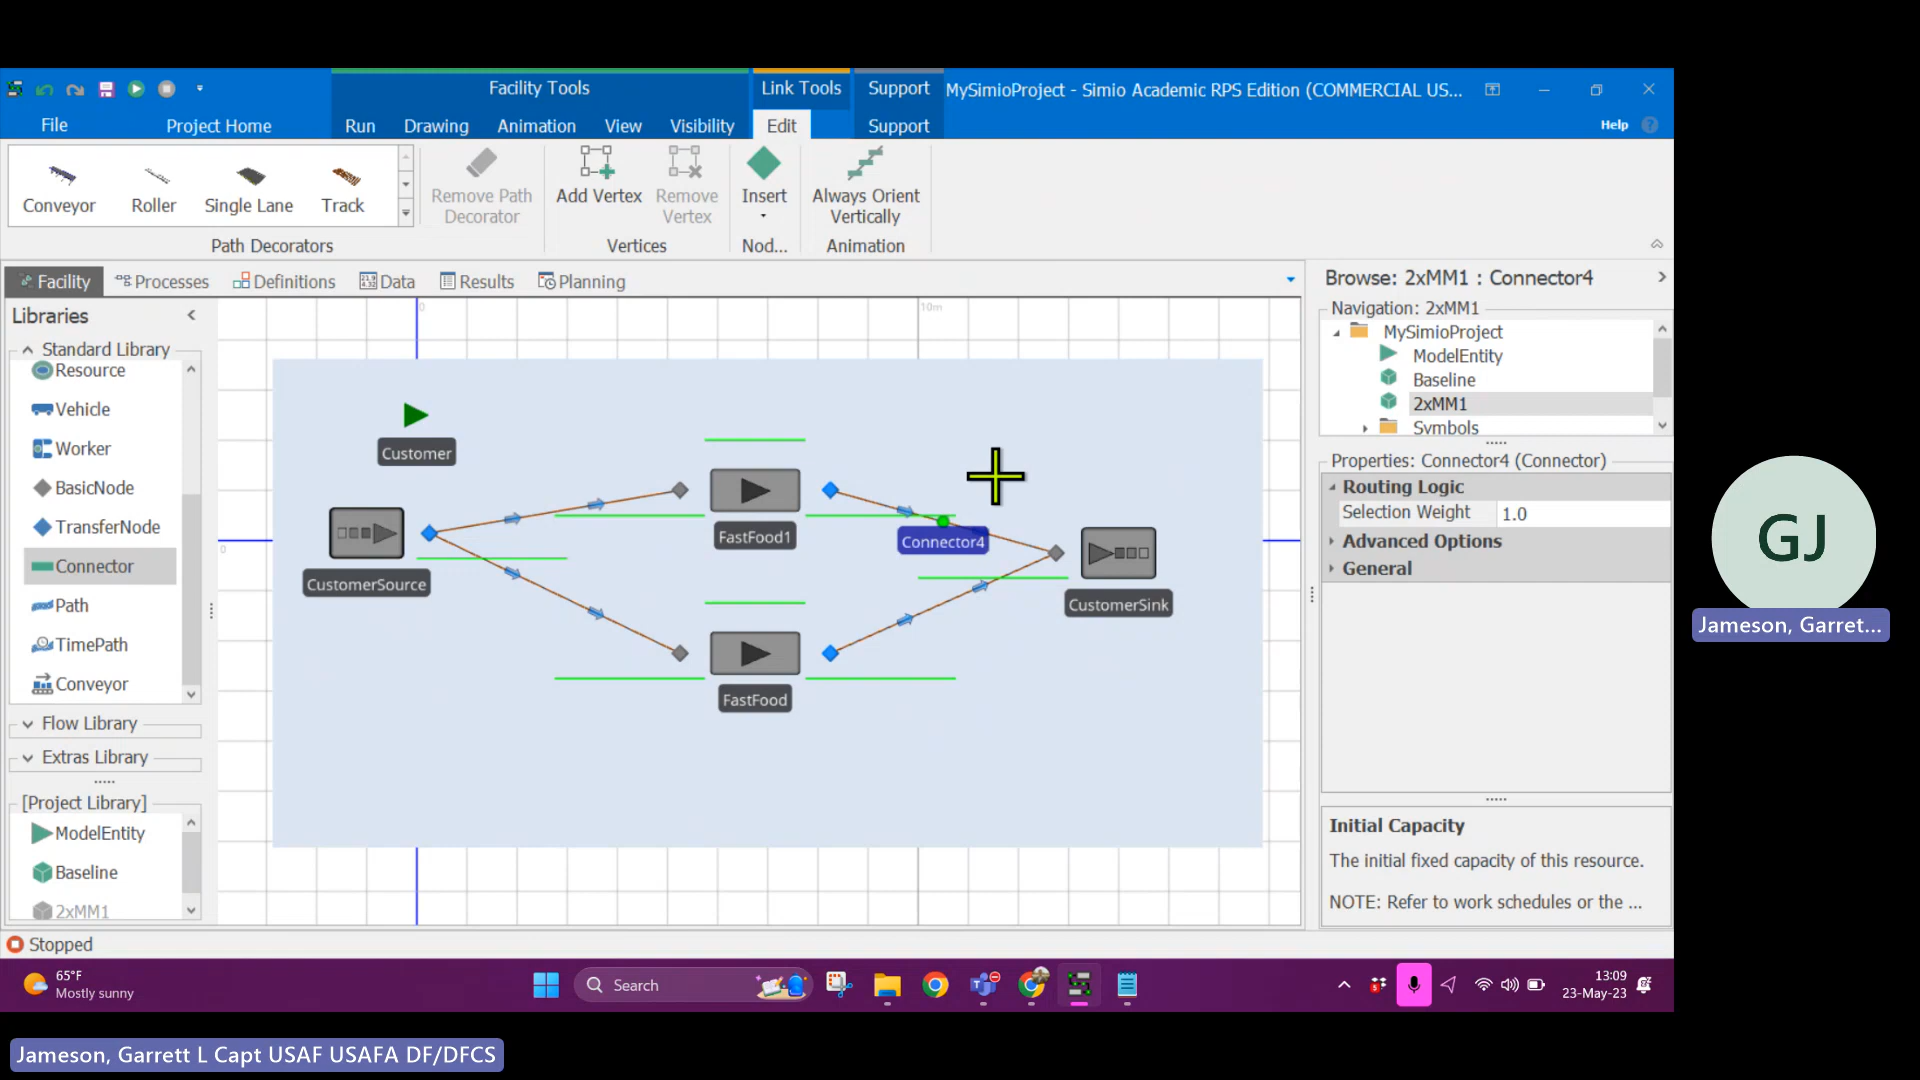 Facility Tools
Link Tools
Support
MySimioProject - Simio Academic RPS Edition (COMMERCIAL US...
File
Project Home
Run
Drawing
Animation
View
Visibility
Edit
Support
Help
Conveyor
Roller
Single Lane
Track
Remove Path
Decorator
Add Vertex
Remove
Vertex
Insert
Always Orient
Vertically
Path Decorators
Vertices
Nod...
Animation
Facility
Processes
Definitions
Data
Results
Planning
Browse: 2xMM1 : Connector4
Libraries
Standard Library
Resource
Vehicle
Worker
BasicNode
TransferNode
Connector
Path
TimePath
Conveyor
Flow Library
Extras Library
[Project Library]
ModelEntity
Baseline
2xMM1
0
10m
0
Customer
CustomerSource
FastFood1
FastFood
Connector4
CustomerSink
Navigation: 2xMM1
MySimioProject
ModelEntity
Baseline
2xMM1
Symbols
Properties: Connector4 (Connector)
Routing Logic
Selection Weight
1.0
Advanced Options
General
Initial Capacity
The initial fixed capacity of this resource.
NOTE: Refer to work schedules or the ...
GJ
Jameson, Garret...
Stopped
65°F
Mostly sunny
Search
13:09
23-May-23
Jameson, Garrett L Capt USAF USAFA DF/DFCS